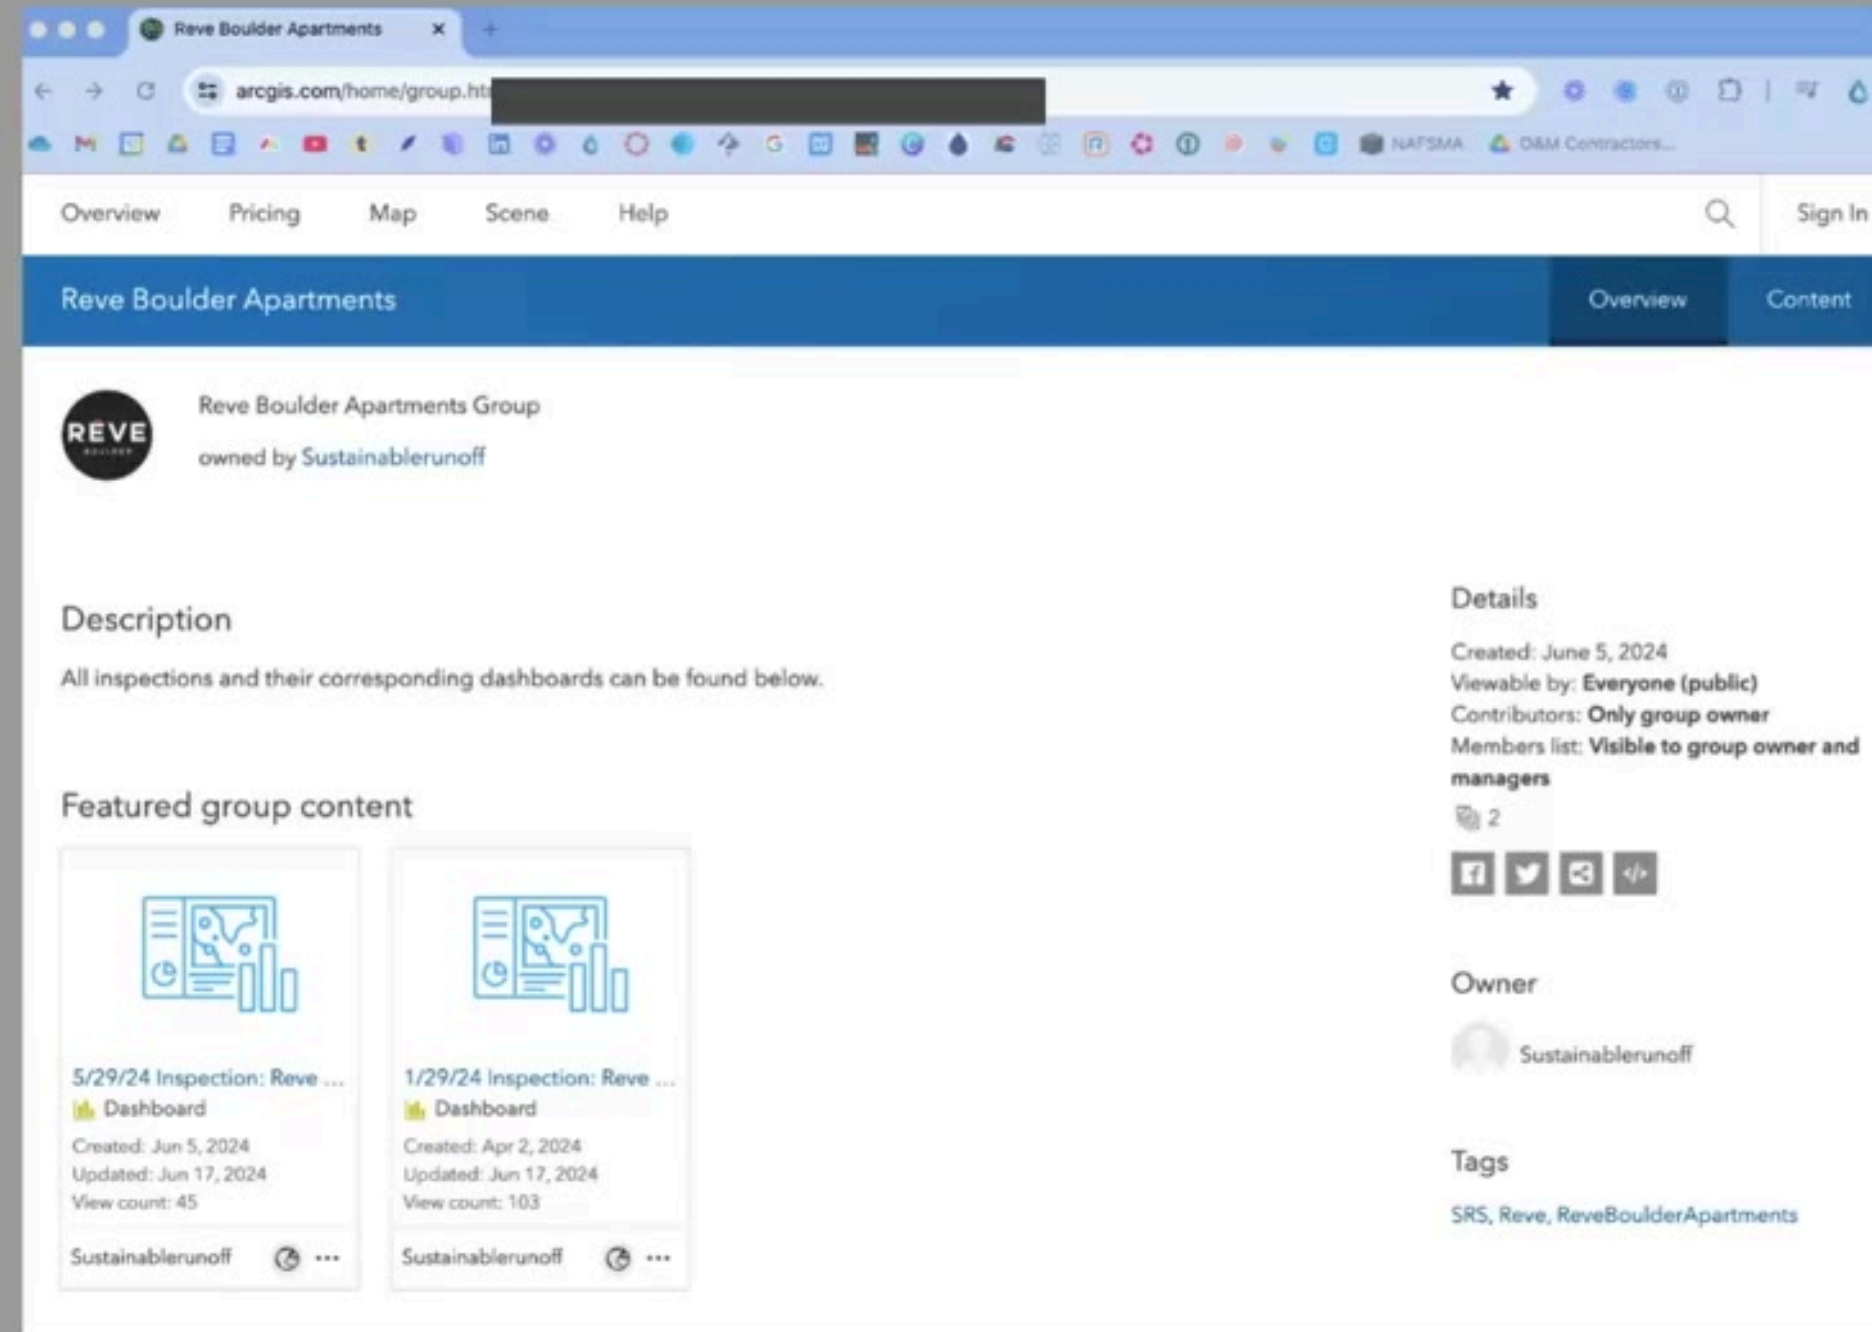 Reve Boulder Apartments
arcgis.com/home/group.ht
NAFSMA
O&M Contractors...
Overview
Pricing
Map
Scene
Help
Sign In
Reve Boulder Apartments
Overview
Content
RĒVE
BOULDER
Reve Boulder Apartments Group
owned by Sustainablerunoff
Description
All inspections and their corresponding dashboards can be found below.
Featured group content
5/29/24 Inspection: Reve ...
Dashboard
Created: Jun 5, 2024
Updated: Jun 17, 2024
View count: 45
Sustainablerunoff
1/29/24 Inspection: Reve ...
Dashboard
Created: Apr 2, 2024
Updated: Jun 17, 2024
View count: 103
Sustainablerunoff
Details
Created: June 5, 2024
Viewable by: Everyone (public)
Contributors: Only group owner
Members list: Visible to group owner and
managers
2
Owner
Sustainablerunoff
Tags
SRS, Reve, ReveBoulderApartments